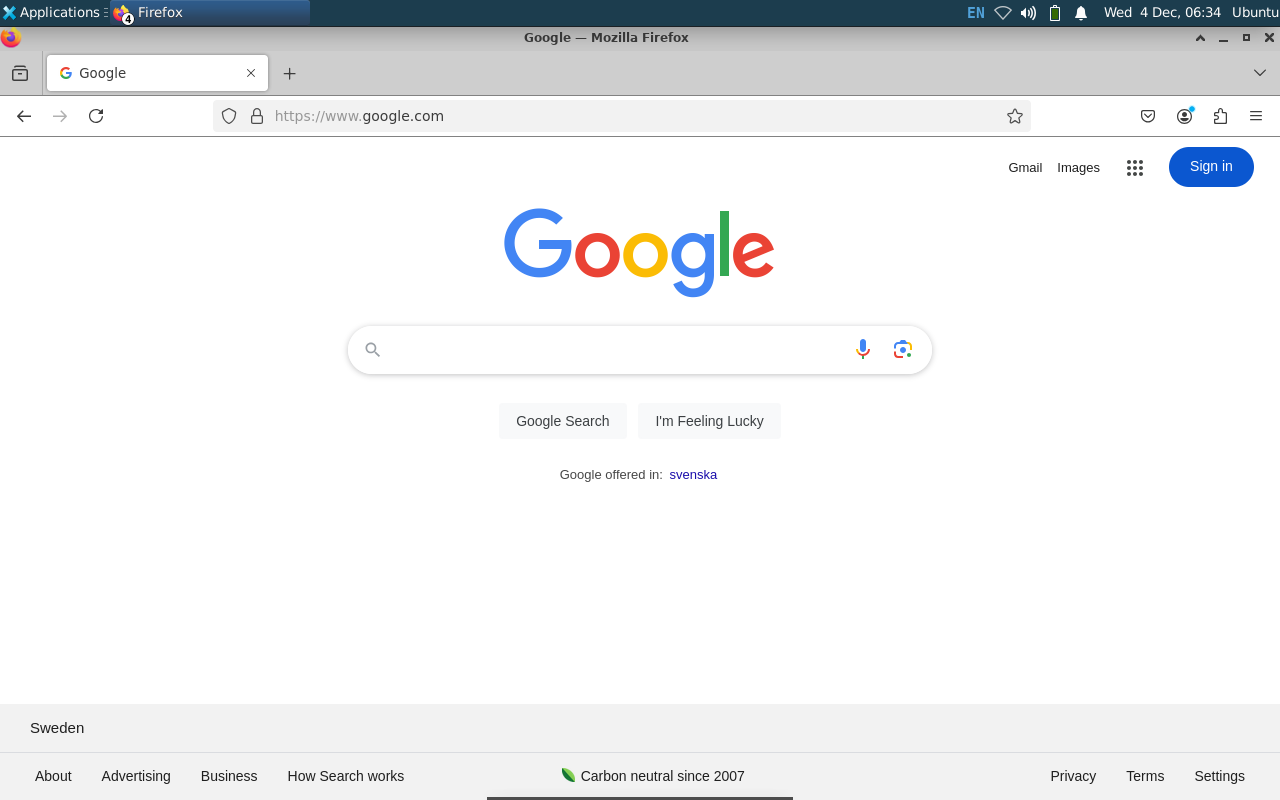 Applications
4
Firefox
EN
Wed 4 Dec, 06:34
Ubuntu
Google — Mozilla Firefox
Google
https://www.google.com
Gmail
Images
Sign in
Google
Google Search
I'm Feeling Lucky
Google offered in: svenska
Sweden
About
Advertising
Business
How Search works
Carbon neutral since 2007
Privacy
Terms
Settings